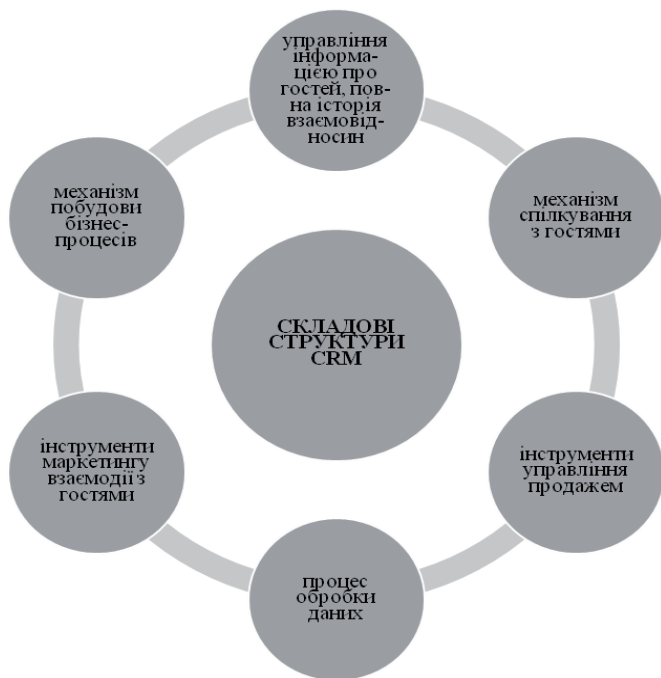 управління
інформа-
цією про
гостей, пов-
на історія
взаємовід-
носин
механізм
спілкування
з гостями
інструменти
управління
продажем
процес
обробки
даних
інструменти
маркетингу
взаємодії з
гостями
механізм
побудови
бізнес-
процесів
СКЛАДОВІ
СТРУКТУРИ
CRM